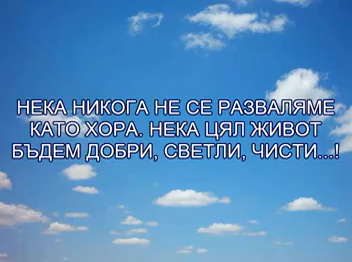 НЕКА НИКОГА НЕ СЕ РАЗВАЛЯМЕ
КАТО ХОРА. НЕКА ЦЯЛ ЖИВОТ
БЪДЕМ ДОБРИ, СВЕТЛИ, ЧИСТИ...!